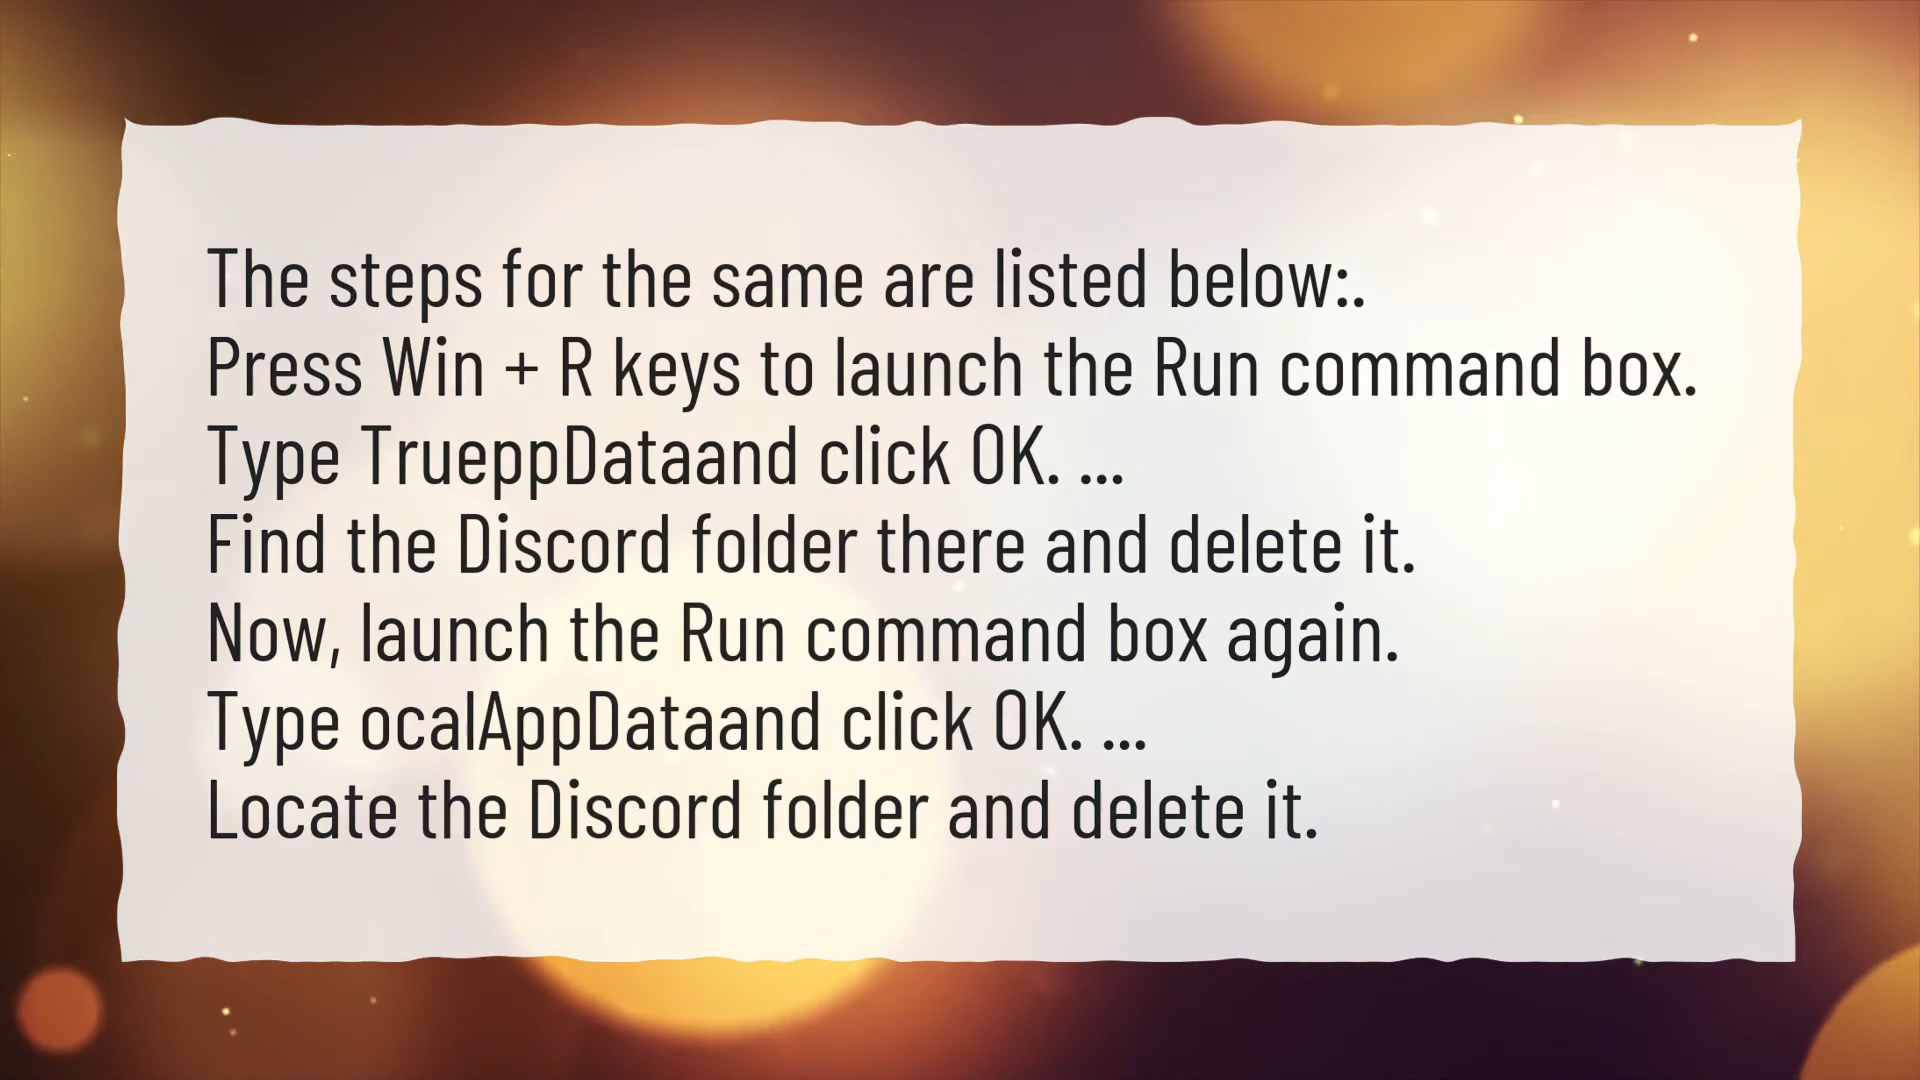 The steps for the same are listed below:.
Press Win + R keys to launch the Run command box.
Type TrueppDataand click OK. ...
Find the Discord folder there and delete it.
Now, launch the Run command box again.
Type ocalAppDataand click OK. ...
Locate the Discord folder and delete it.